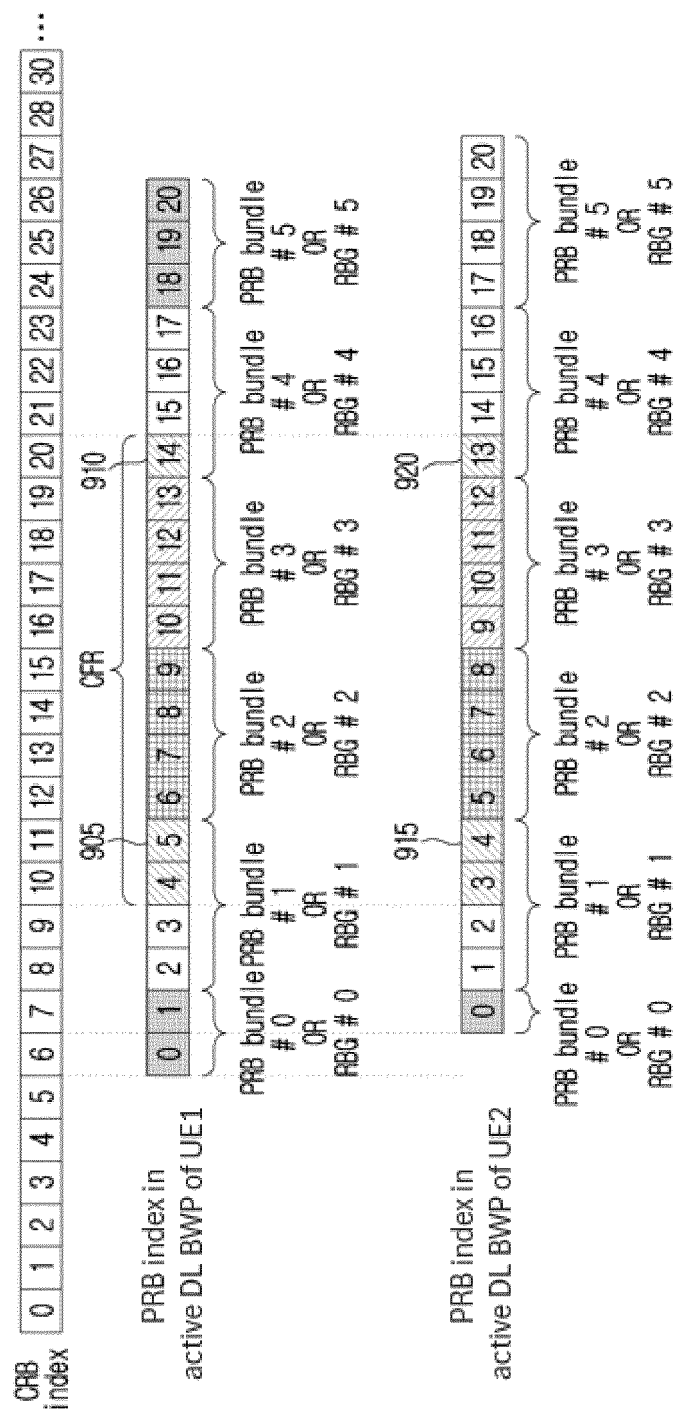 CRB
index
0 1 2 3 4 5 6 7 8 9 10 11 12 13 14 15 16 17 18 19 20 21 22 23 24 25 26 27 28 30 ...
905 CFR 910
PRB index in
active DL BWP of UE1
0 1 2 3 4 5 6 7 8 9 10 11 12 13 14 15 16 17 18 19 20
PRB bundle PRB bundle PRB bundle PRB bundle PRB bundle PRB bundle
# 0 # 1 # 2 # 3 # 4 # 5
OR OR OR OR OR OR
RBG # 0 RBG # 1 RBG # 2 RBG # 3 RBG # 4 RBG # 5
915 920
PRB index in
active DL BWP of UE2
0 1 2 3 4 5 6 7 8 9 10 11 12 13 14 15 16 17 18 19 20
PRB bundle PRB bundle PRB bundle PRB bundle PRB bundle PRB bundle
# 0 # 1 # 2 # 3 # 4 # 5
OR OR OR OR OR OR
RBG # 0 RBG # 1 RBG # 2 RBG # 3 RBG # 4 RBG # 5